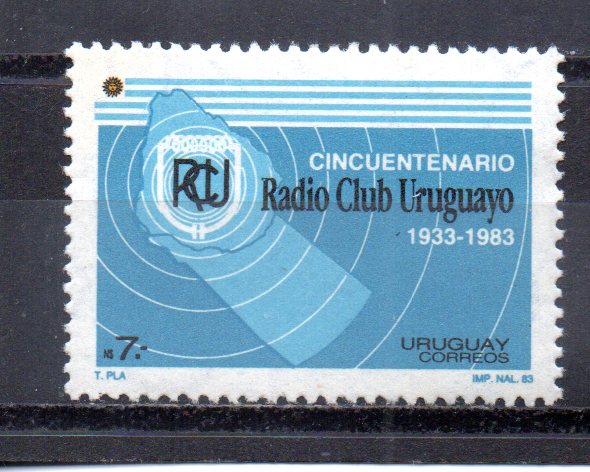 CINCUENTENARIO
RCU
Radio Club Uruguayo
1933-1983
N$ 7.-
URUGUAY
CORREOS
T. PLA
IMP. NAL. 83